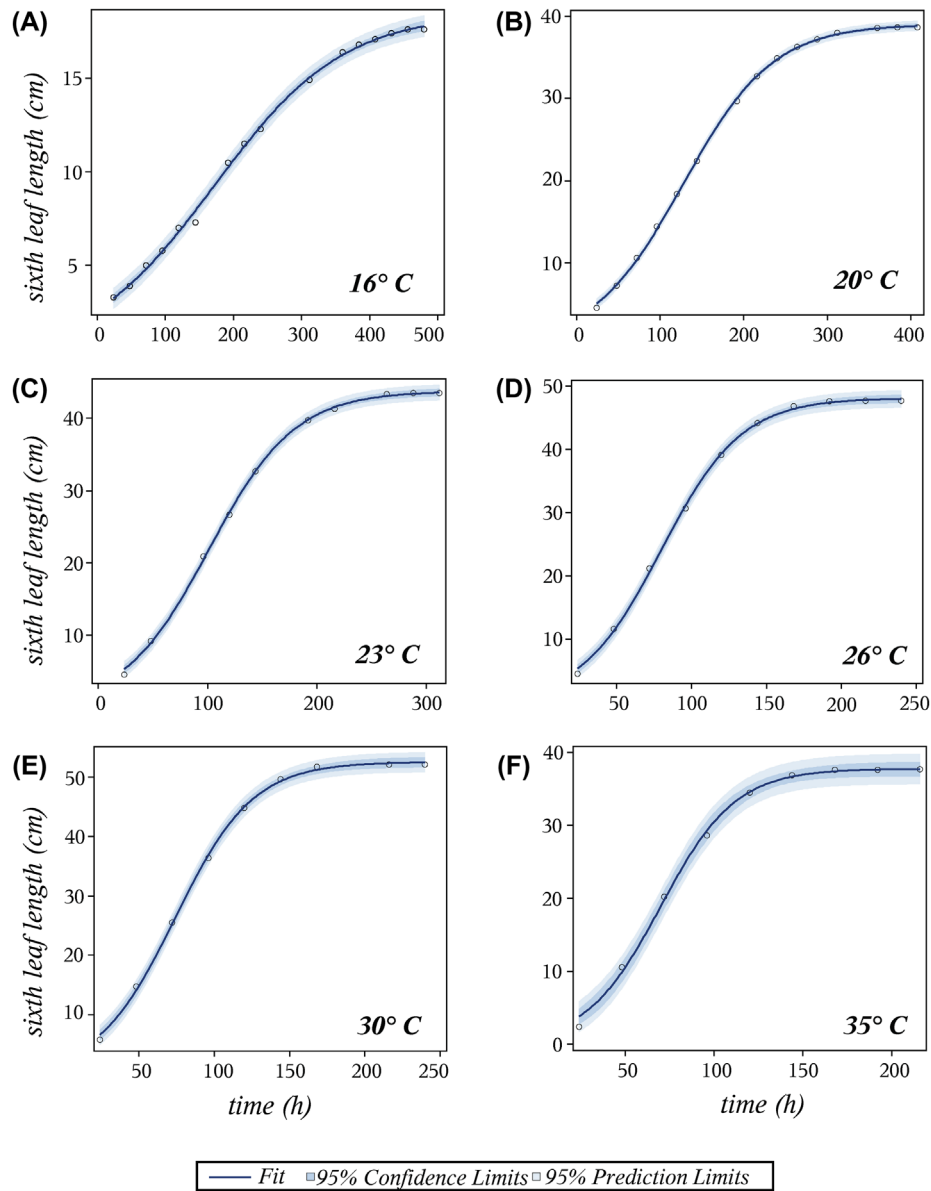 (A)
sixth leaf length (cm)
15
10
5
16° C
0 100 200 300 400 500
(B)
40
30
20
10
20° C
0 100 200 300 400
(C)
sixth leaf length (cm)
40
30
20
10
23° C
0 100 200 300
(D)
50
40
30
20
10
26° C
50 100 150 200 250
(E)
sixth leaf length (cm)
50
40
30
20
10
30° C
50 100 150 200 250
time (h)
(F)
40
30
20
10
0
35° C
50 100 150 200
time (h)
Fit 95% Confidence Limits 95% Prediction Limits